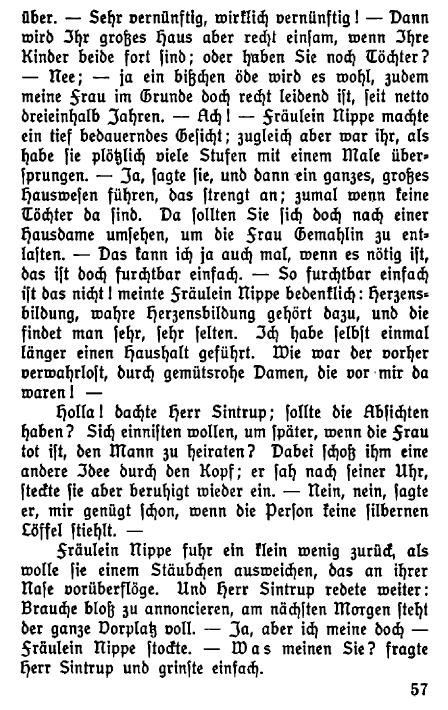 über. — Sehr vernünftig, wirklich vernünftig! — Dann
wird Ihr großes Haus aber recht einsam, wenn Ihre
Kinder beide fort sind; oder haben Sie noch Töchter?
— Nee; — ja ein bißchen öde wird es wohl, zudem
meine Frau im Grunde doch recht leidend ist, seit netto
dreieinhalb Jahren. — Ach! — Fräulein Nippe machte
ein tief bedauerndes Gesicht; zugleich aber war ihr, als
habe sie plötzlich viele Stufen mit einem Male über-
sprungen. — Ja, sagte sie, und dann ein ganzes, großes
Hauswesen führen, das strengt an; zumal wenn keine
Töchter da sind. Da sollten Sie sich doch nach einer
Hausdame umsehen, um die Frau Gemahlin zu ent-
lasten. — Das kann ich ja auch mal, wenn es nötig ist,
das ist doch furchtbar einfach. — So furchtbar einfach
ist das nicht! meinte Fräulein Nippe bedenklich: Herzens-
bildung, wahre Herzensbildung gehört dazu, und die
findet man sehr, sehr selten. Ich habe selbst einmal
länger einen Haushalt geführt. Wie war der vorher
verwahrlost, durch gemütsrohe Damen, die vor mir da
waren! —
Holla! dachte Herr Sintrup; sollte die Absichten
haben? Sich einnisten wollen, um später, wenn die Frau
tot ist, den Mann zu heiraten? Dabei schoß ihm eine
andere Idee durch den Kopf; er sah nach seiner Uhr,
steckte sie aber beruhigt wieder ein. — Nein, nein, sagte
er, mir genügt schon, wenn die Person keine silbernen
Löffel stiehlt. —
Fräulein Nippe fuhr ein klein wenig zurück, als
wolle sie einem Stäubchen ausweichen, das an ihrer
Nase vorüberflöge. Und Herr Sintrup redete weiter:
Brauche bloß zu annoncieren, am nächsten Morgen steht
der ganze Vorplatz voll. — Ja, aber ich meine doch —
Fräulein Nippe stockte. — Was meinen Sie? fragte
Herr Sintrup und grinste einfach.
57